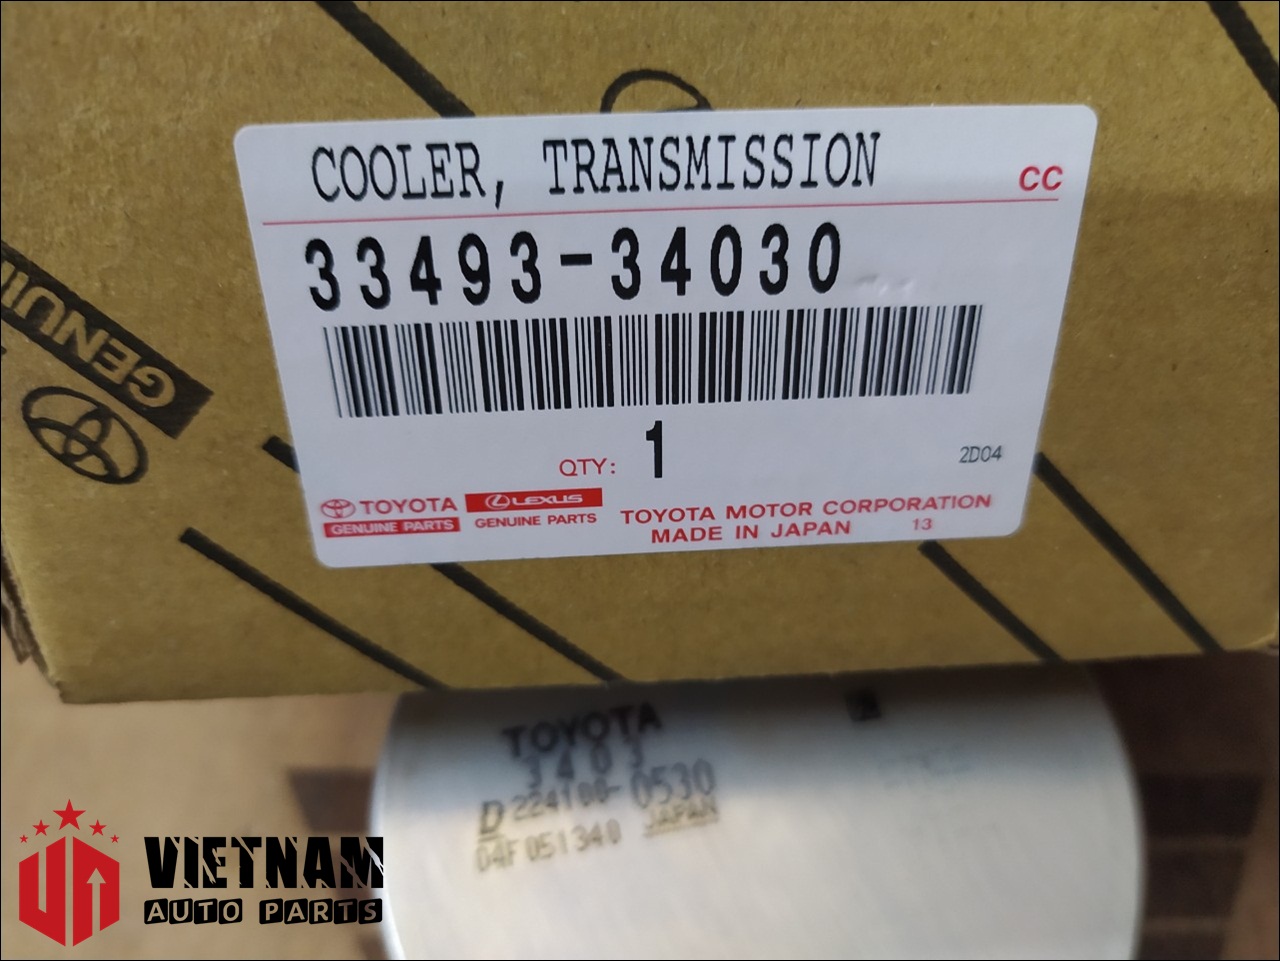 COOLER, TRANSMISSION
CC
33493-34030
QTY: 1
2D04
TOYOTA
GENUINE PARTS
LEXUS
GENUINE PARTS
TOYOTA MOTOR CORPORATION
MADE IN JAPAN 13
GENUI
GENUINE
TOYOTA
3403
D 224100-0530
04F051340 JAPAN
VIETNAM
AUTO PARTS